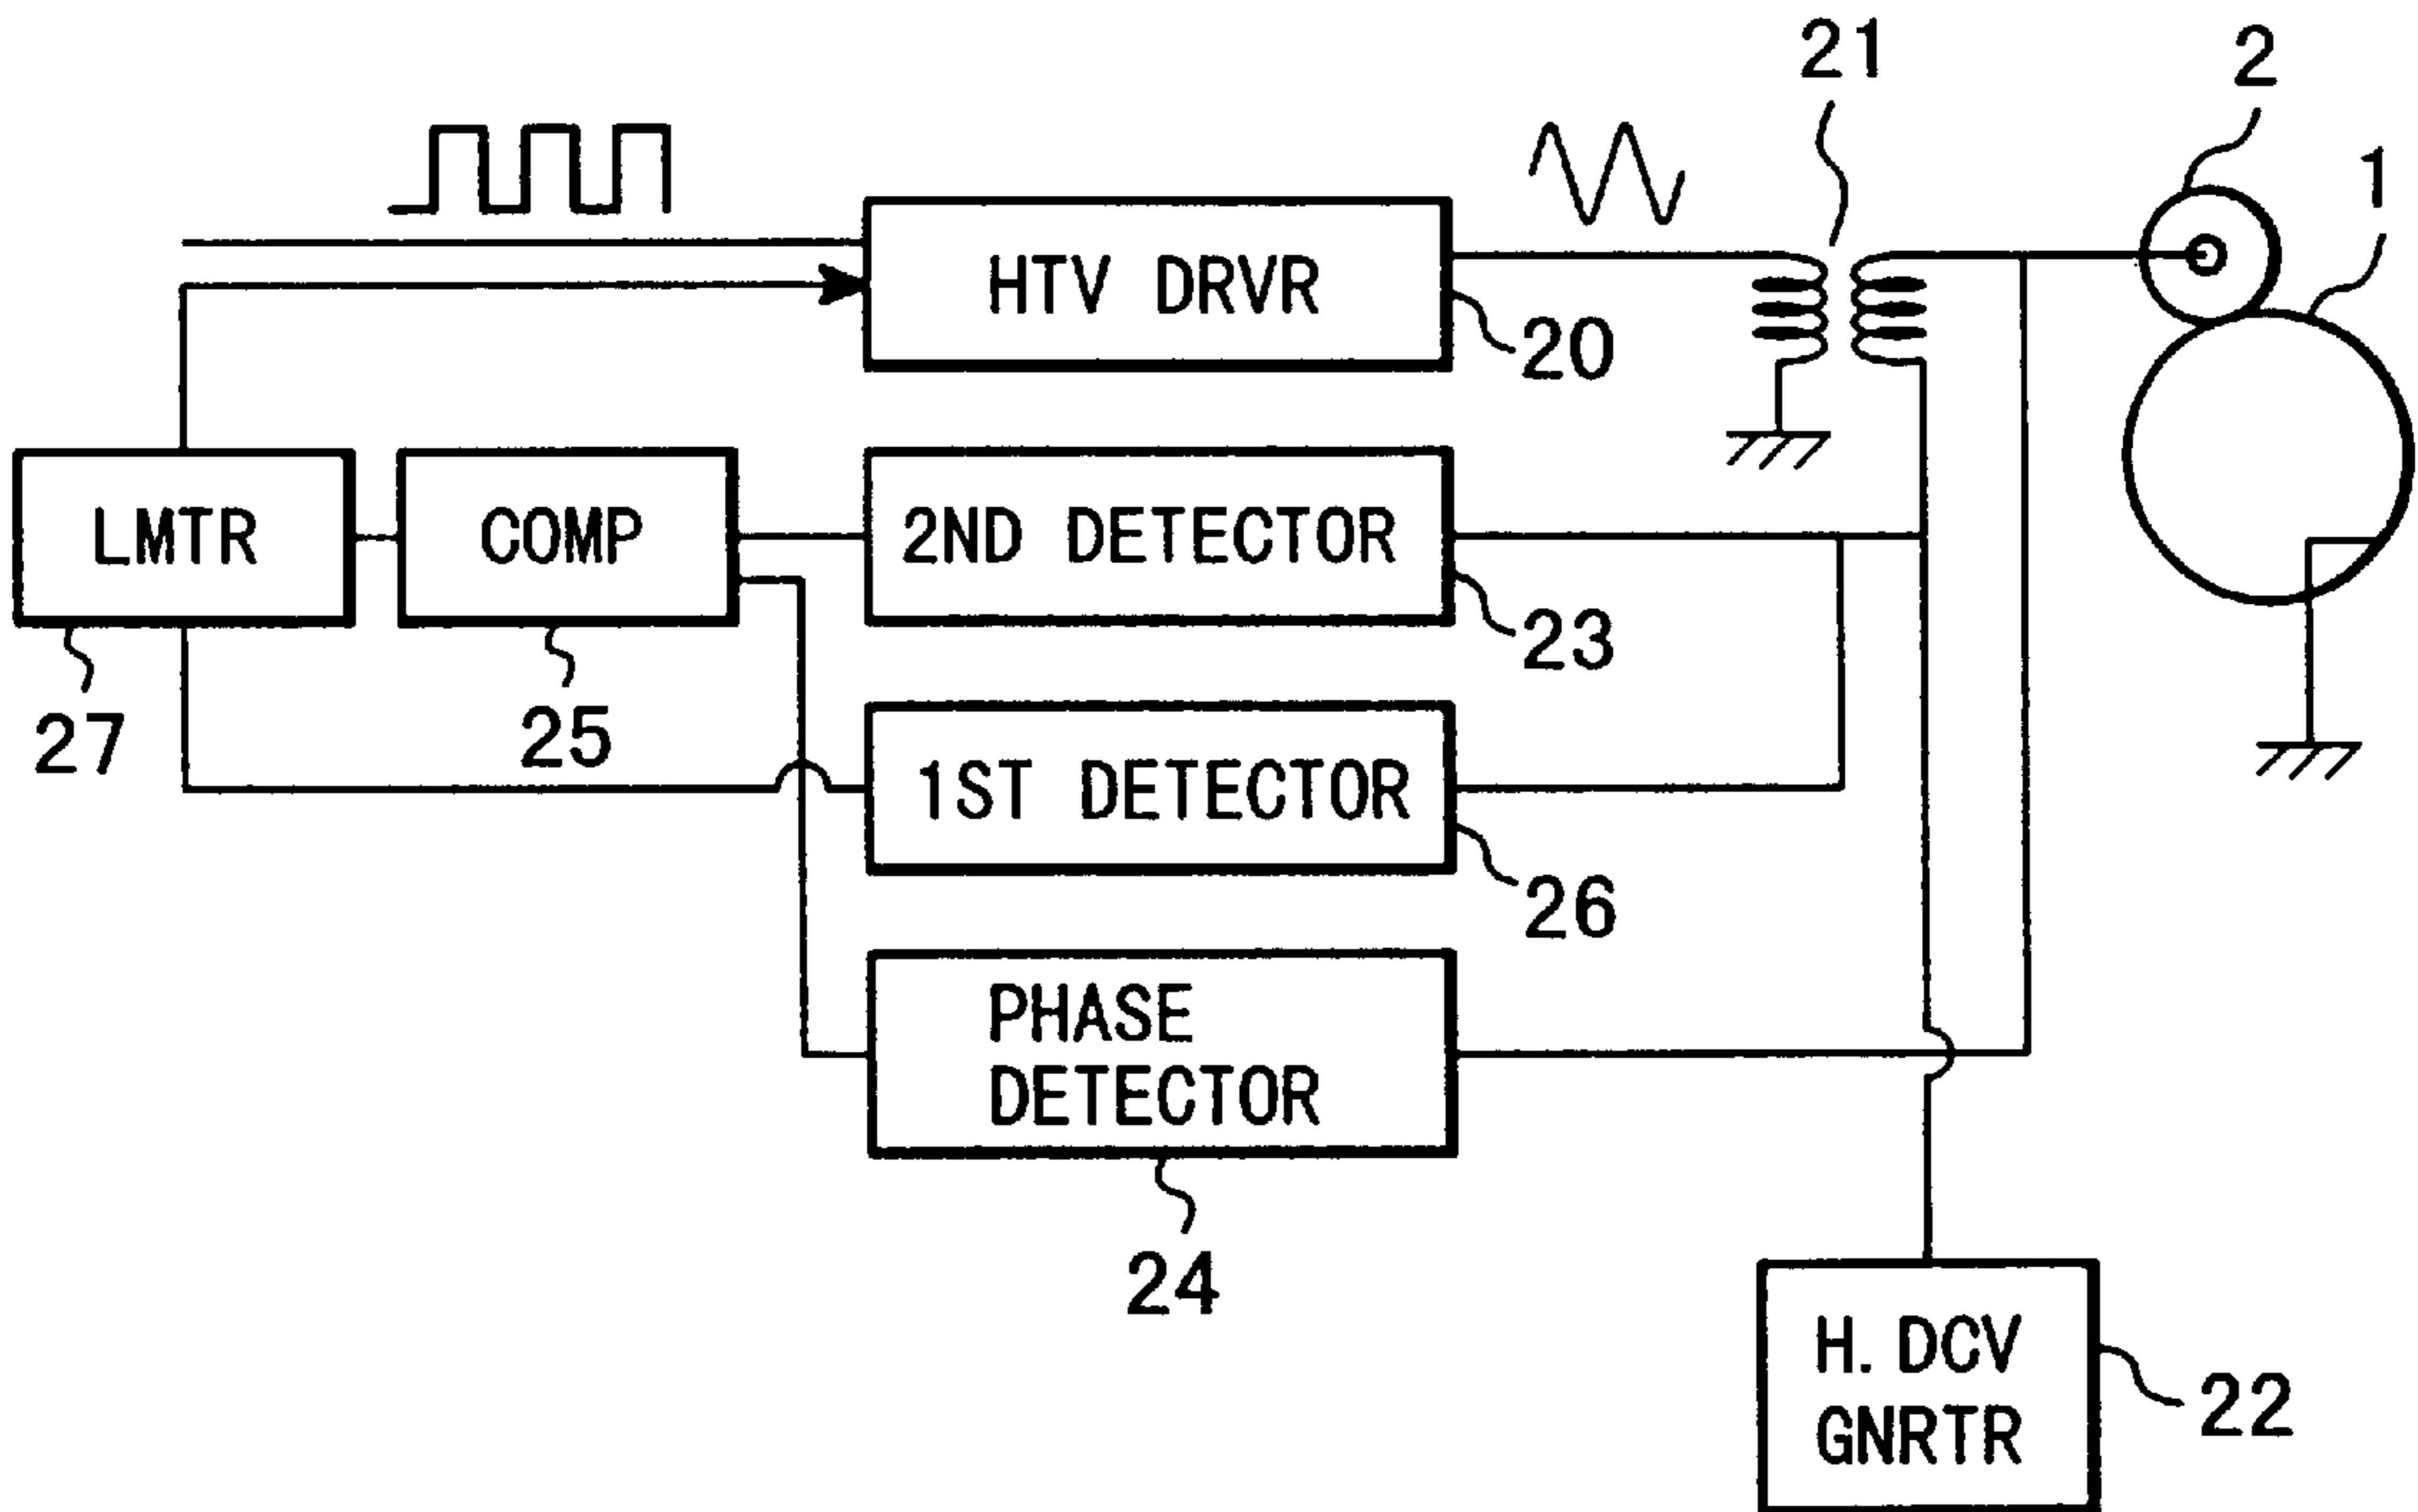 21
2
1
HTV DRVR
20
LMTR
COMP
2ND DETECTOR
23
27
25
1ST DETECTOR
26
PHASE
DETECTOR
24
H. DCV
GNRTR
22